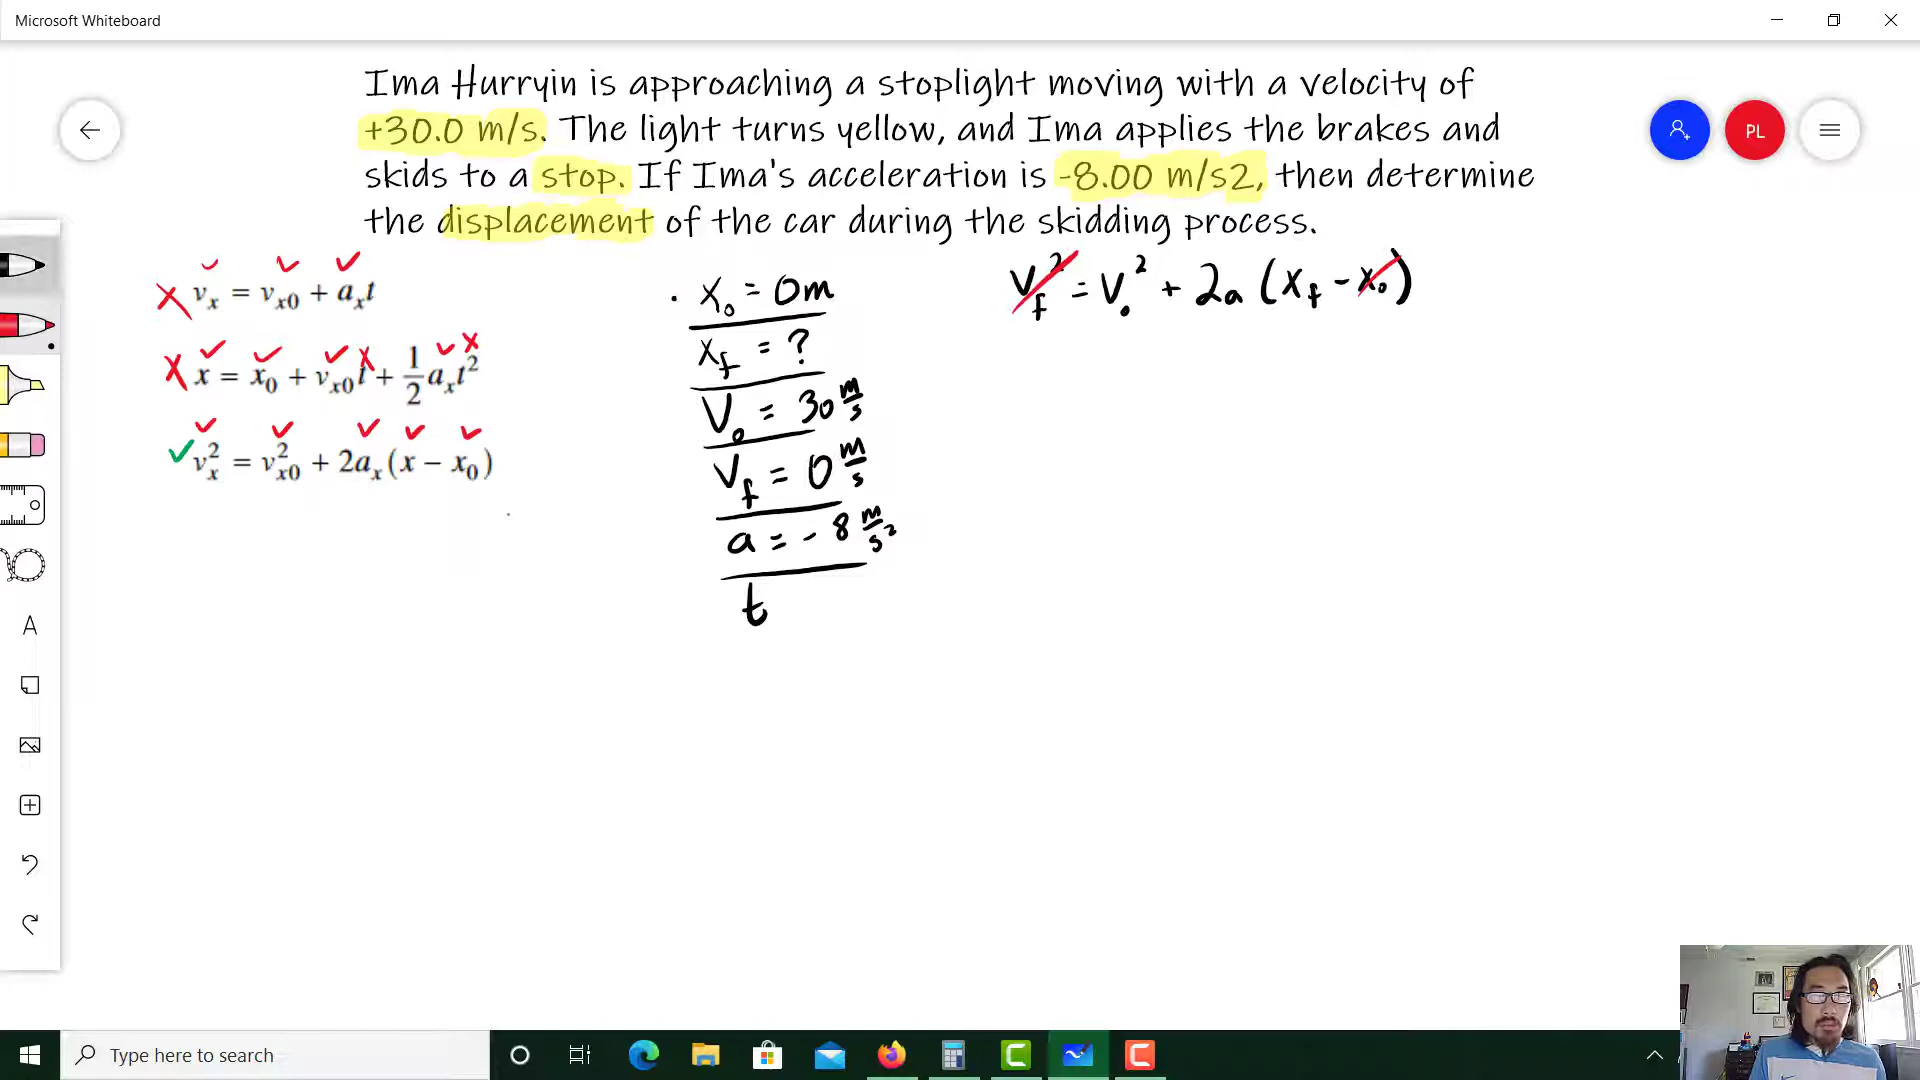 Microsoft Whiteboard
Ima Hurryin is approaching a stoplight moving with a velocity of
+30.0 m/s. The light turns yellow, and Ima applies the brakes and
skids to a stop. If Ima's acceleration is -8.00 m/s2, then determine
the displacement of the car during the skidding process.
PL
v_x = v_x0 + a_x t
x = x_0 + v_x0 t + 1/2 a_x t^2
v_x^2 = v_x0^2 + 2a_x(x − x_0)
x_0 = 0m
x_f = ?
V_0 = 30 m/s
V_f = 0 m/s
a = - 8 m/s^2
t
V_f^2 = V_0^2 + 2a (x_f - x_0)
A
Type here to search